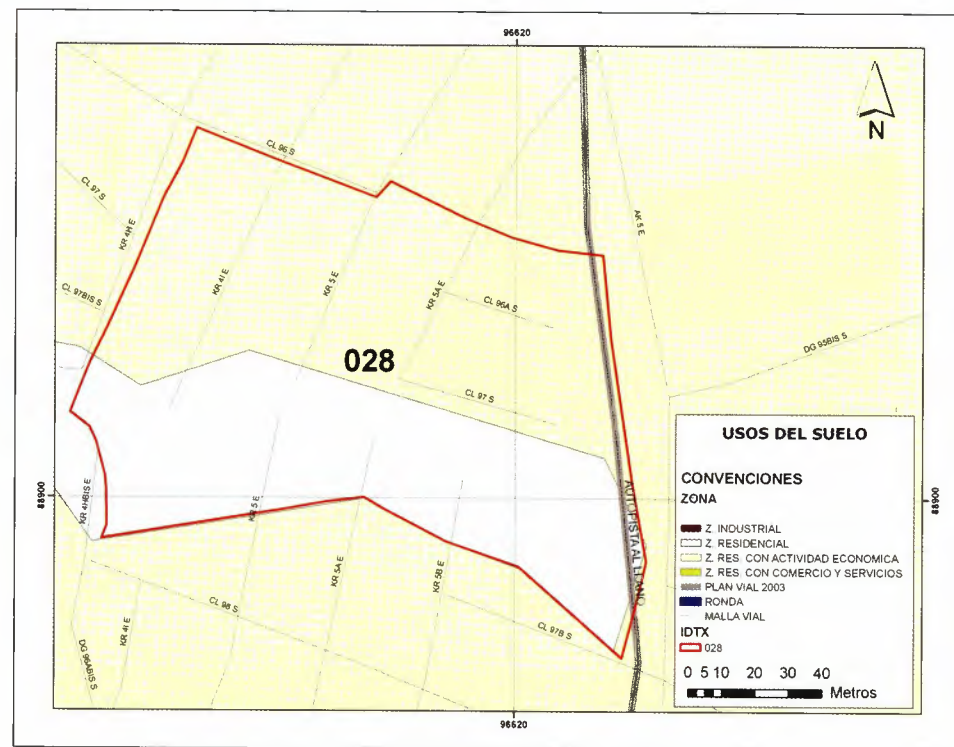 96620
N
CL 96 S
CL 97 S
KR 4H E
AK 5 E
KR 4I E
KR 5 E
KR 5A E
CL 97BIS S
CL 96A S
DG 95BIS S
028
CL 97 S
88900
88900
KR 4HBIS E
KR 5 E
KR 5A E
KR 5B E
AUTOPISTA AL LLANO
CL 98 S
CL 97B S
KR 4I E
DG 96ABIS S
96620
USOS DEL SUELO
CONVENCIONES
ZONA
Z. INDUSTRIAL
Z. RESIDENCIAL
Z. RES. CON ACTIVIDAD ECONOMICA
Z. RES. CON COMERCIO Y SERVICIOS
PLAN VIAL 2003
RONDA
MALLA VIAL
IDTX
028
0 5 10 20 30 40
Metros